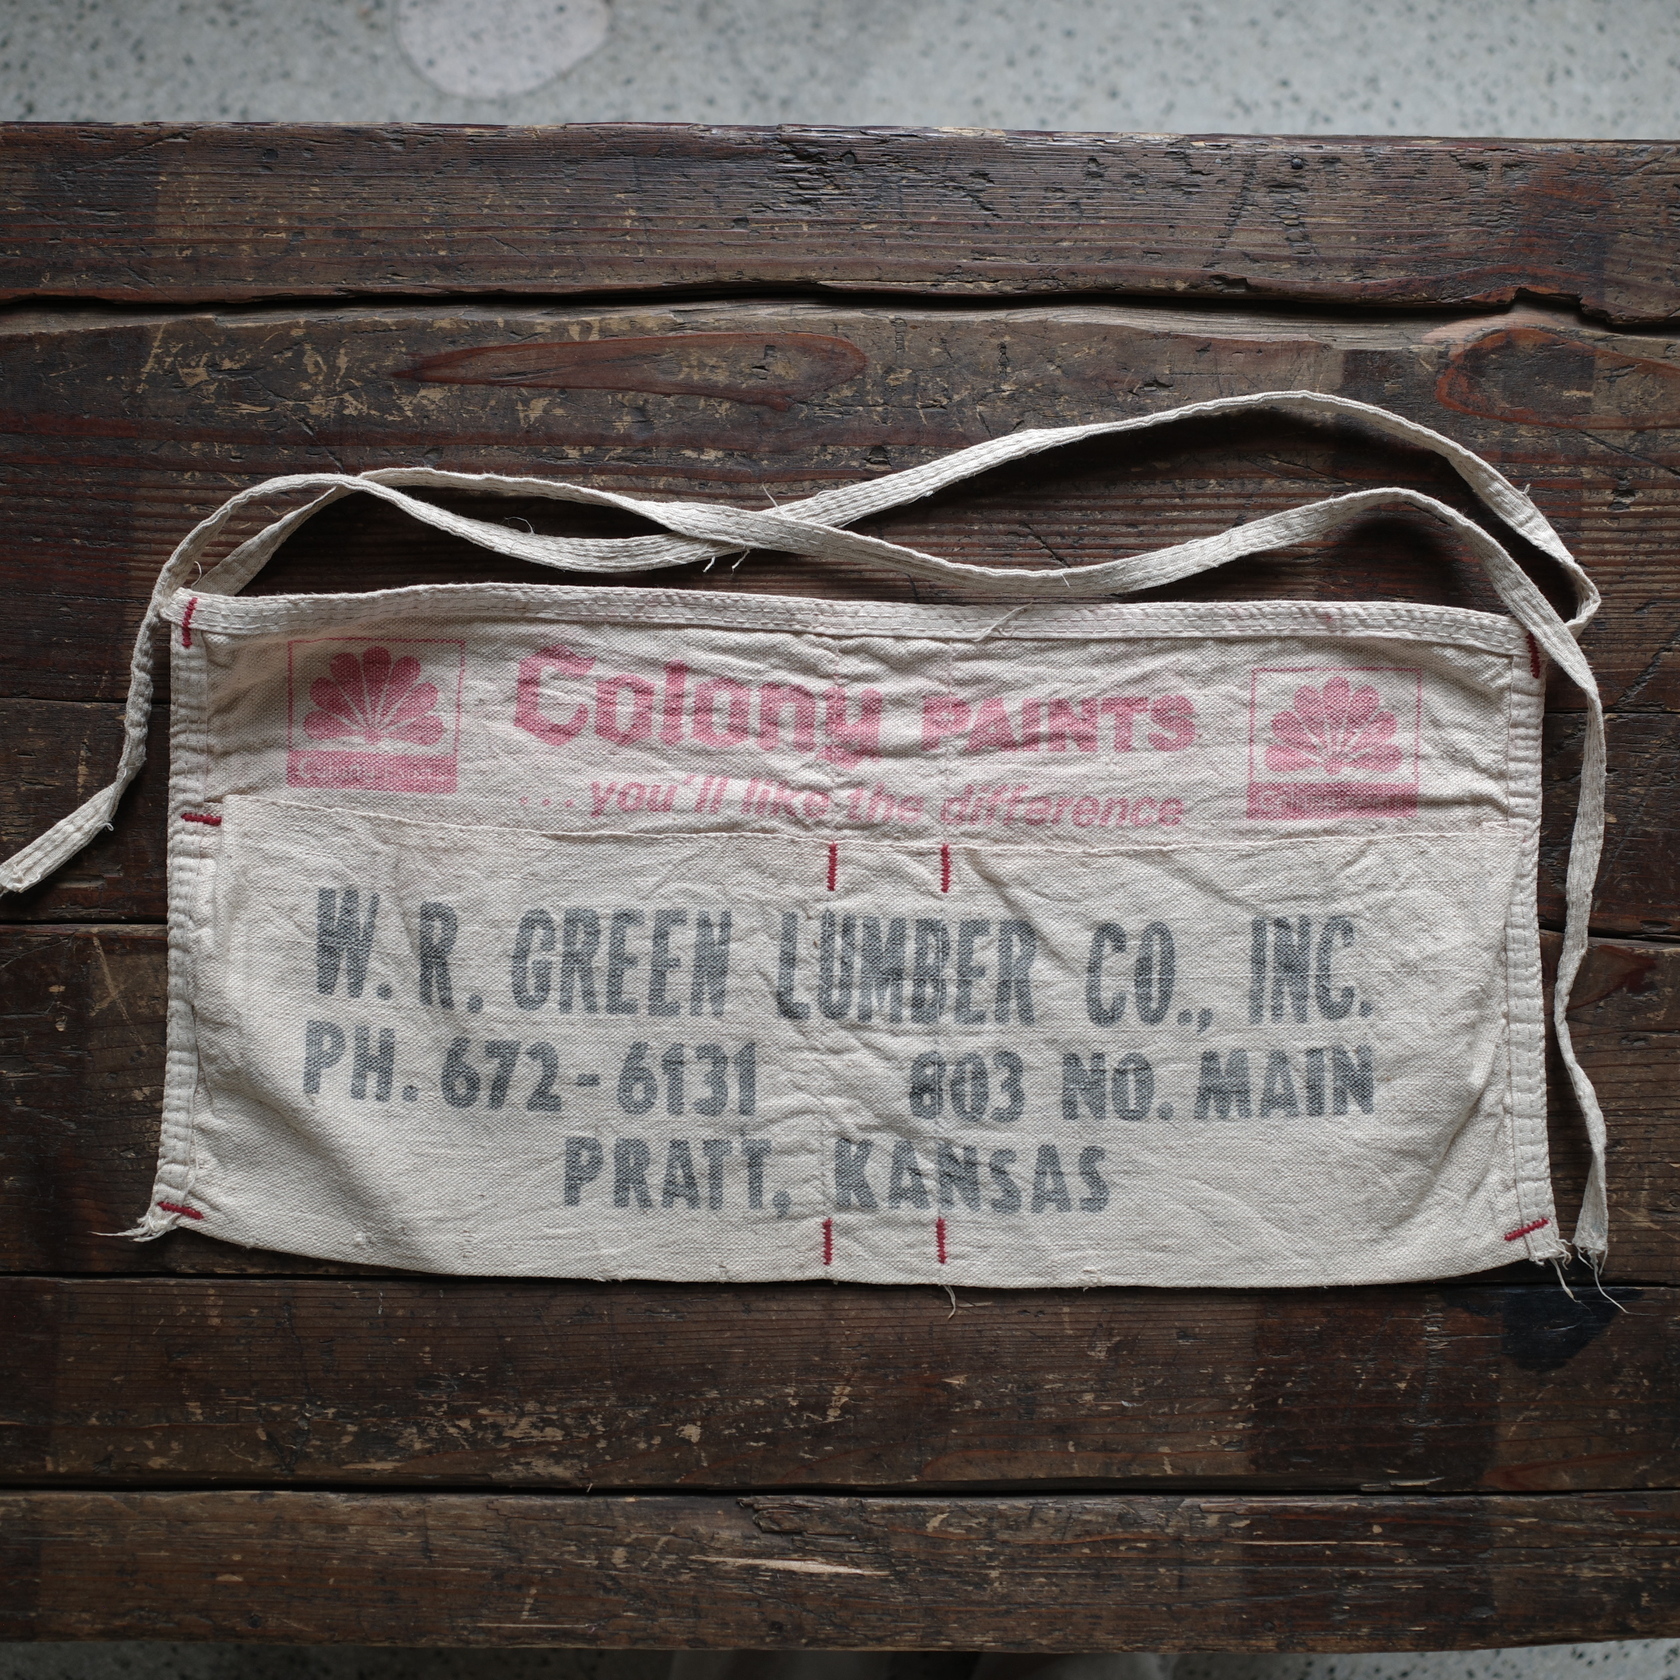 Colony PAINTS
...you'll like the difference
W. R. GREEN LUMBER CO., INC.
PH. 672-6131 803 NO. MAIN
PRATT, KANSAS